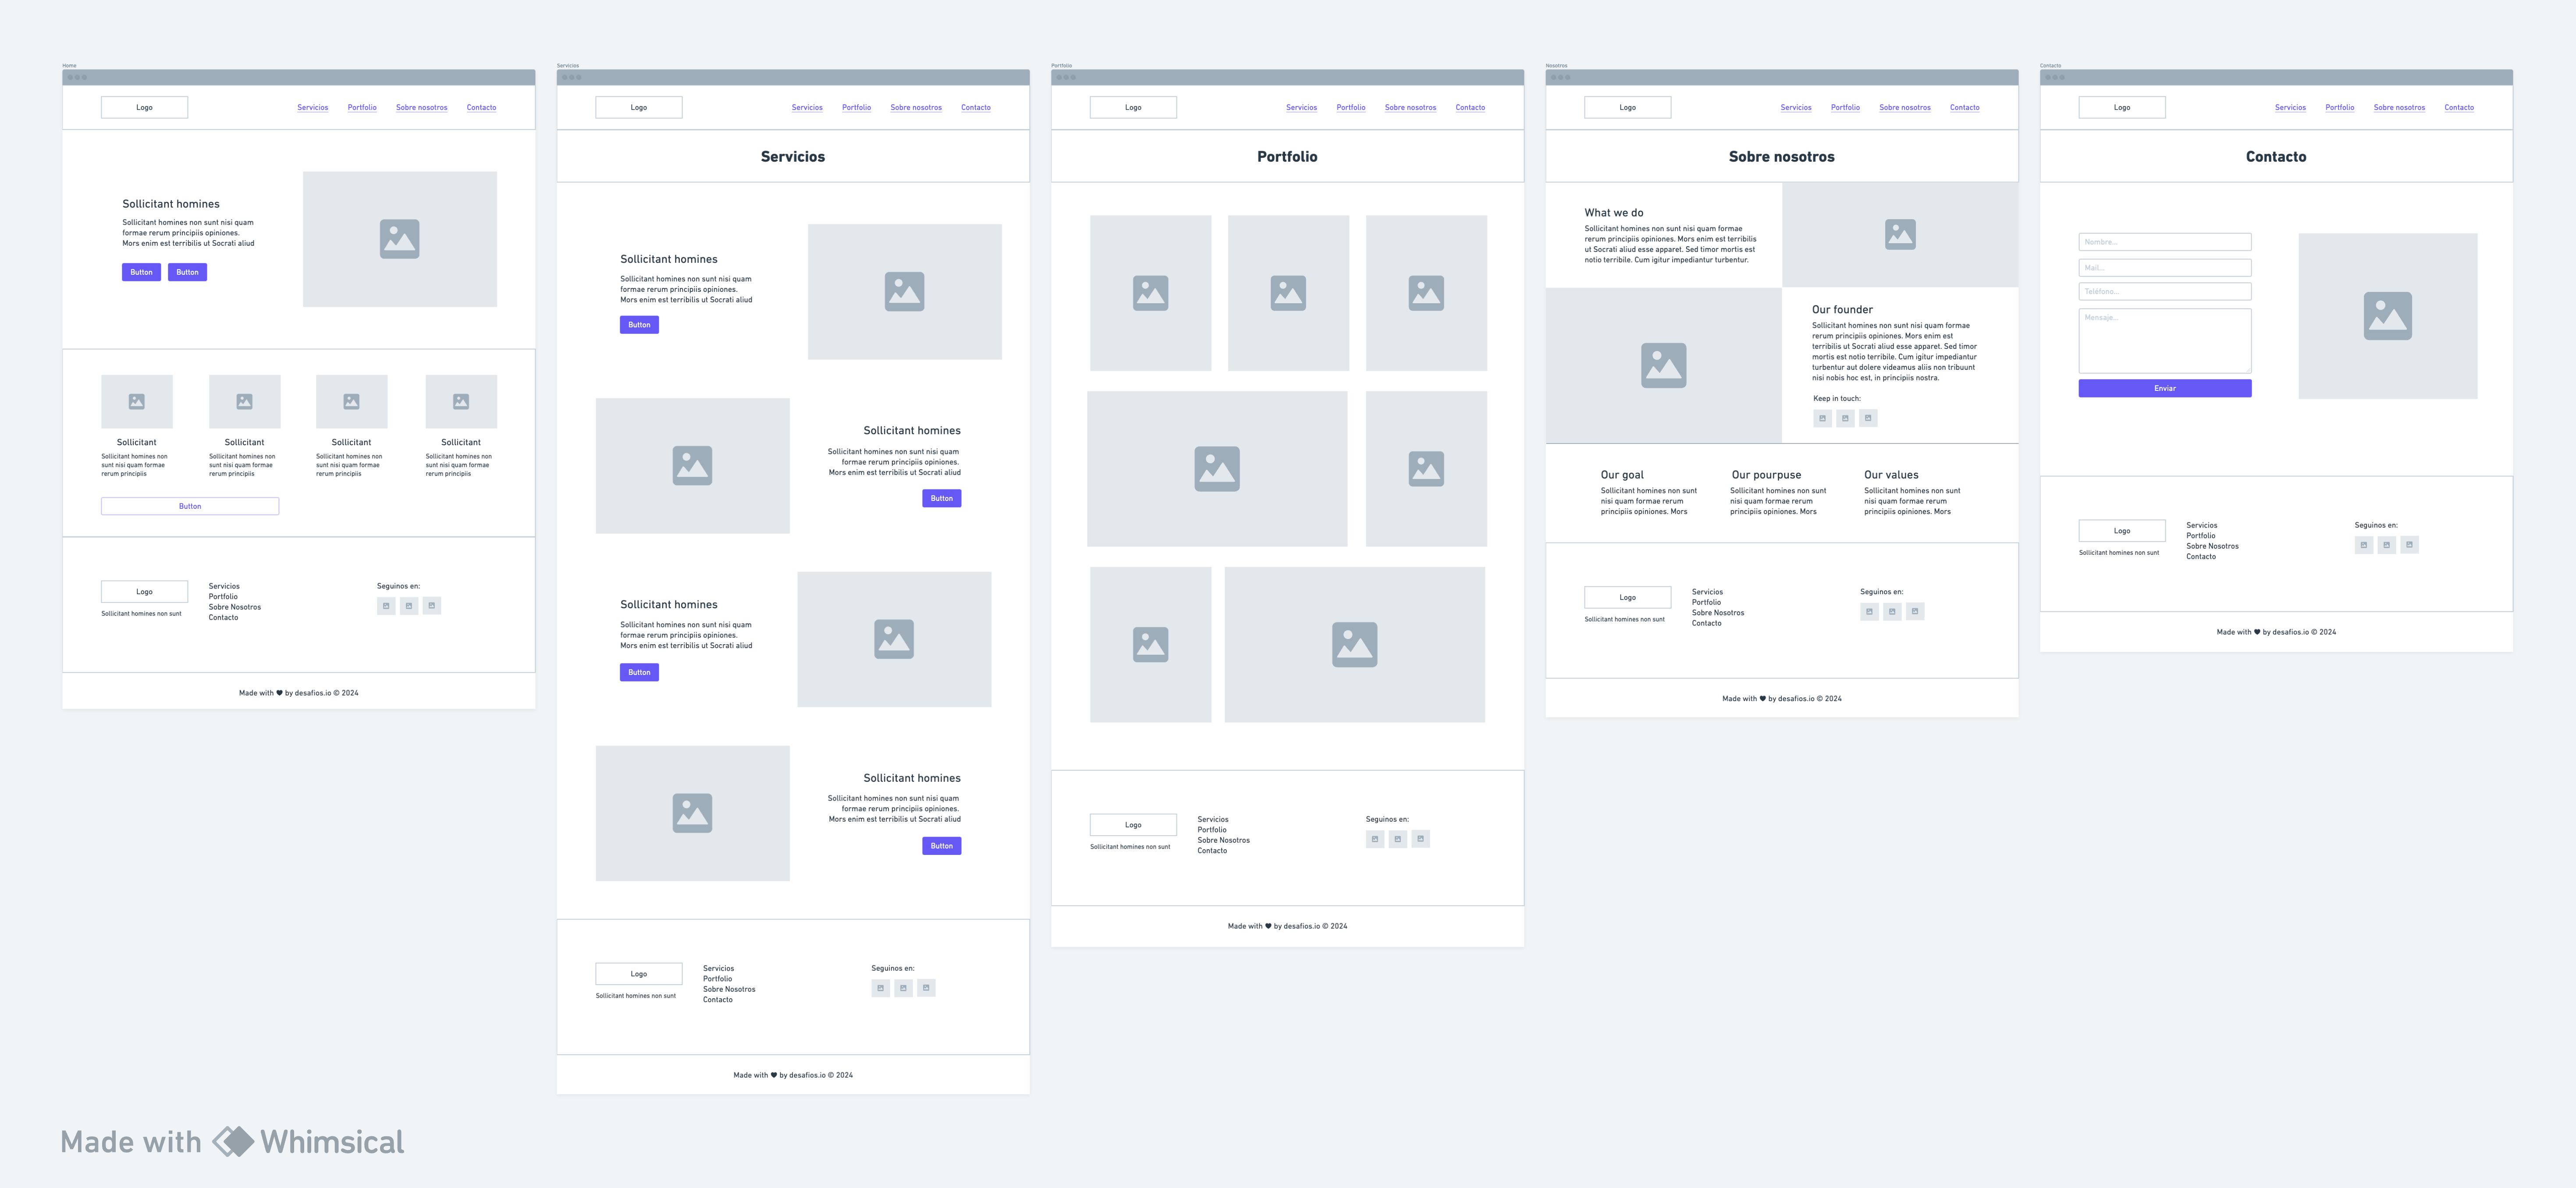 Home
Logo
Servicios
Portfolio
Sobre nosotros
Contacto
Sollicitant homines
Sollicitant homines non sunt nisi quam
formae rerum principiis opiniones.
Mors enim est terribilis ut Socrati aliud
Button
Button
Sollicitant
Sollicitant homines non
sunt nisi quam formae
rerum principiis
Sollicitant
Sollicitant homines non
sunt nisi quam formae
rerum principiis
Sollicitant
Sollicitant homines non
sunt nisi quam formae
rerum principiis
Sollicitant
Sollicitant homines non
sunt nisi quam formae
rerum principiis
Button
Logo
Sollicitant homines non sunt
Servicios
Portfolio
Sobre Nosotros
Contacto
Seguinos en:
Made with ♥ by desafios.io © 2024
Servicios
Logo
Servicios
Portfolio
Sobre nosotros
Contacto
Servicios
Sollicitant homines
Sollicitant homines non sunt nisi quam
formae rerum principiis opiniones.
Mors enim est terribilis ut Socrati aliud
Button
Sollicitant homines
Sollicitant homines non sunt nisi quam
formae rerum principiis opiniones.
Mors enim est terribilis ut Socrati aliud
Button
Sollicitant homines
Sollicitant homines non sunt nisi quam
formae rerum principiis opiniones.
Mors enim est terribilis ut Socrati aliud
Button
Sollicitant homines
Sollicitant homines non sunt nisi quam
formae rerum principiis opiniones.
Mors enim est terribilis ut Socrati aliud
Button
Logo
Sollicitant homines non sunt
Servicios
Portfolio
Sobre Nosotros
Contacto
Seguinos en:
Made with ♥ by desafios.io © 2024
Portfolio
Logo
Servicios
Portfolio
Sobre nosotros
Contacto
Portfolio
Logo
Sollicitant homines non sunt
Servicios
Portfolio
Sobre Nosotros
Contacto
Seguinos en:
Made with ♥ by desafios.io © 2024
Nosotros
Logo
Servicios
Portfolio
Sobre nosotros
Contacto
Sobre nosotros
What we do
Sollicitant homines non sunt nisi quam formae
rerum principiis opiniones. Mors enim est terribilis
ut Socrati aliud esse apparet. Sed timor mortis est
notio terribile. Cum igitur impediantur turbentur.
Our founder
Sollicitant homines non sunt nisi quam formae
rerum principiis opiniones. Mors enim est
terribilis ut Socrati aliud esse apparet. Sed timor
mortis est notio terribile. Cum igitur impediantur
turbentur aut dolere videamus aliis non tribuunt
nisi nobis hoc est, in principiis nostra.
Keep in touch:
Our goal
Sollicitant homines non sunt
nisi quam formae rerum
principiis opiniones. Mors
Our pourpuse
Sollicitant homines non sunt
nisi quam formae rerum
principiis opiniones. Mors
Our values
Sollicitant homines non sunt
nisi quam formae rerum
principiis opiniones. Mors
Logo
Sollicitant homines non sunt
Servicios
Portfolio
Sobre Nosotros
Contacto
Seguinos en:
Made with ♥ by desafios.io © 2024
Contacto
Logo
Servicios
Portfolio
Sobre nosotros
Contacto
Contacto
Nombre...
Mail...
Teléfono...
Mensaje...
Enviar
Logo
Sollicitant homines non sunt
Servicios
Portfolio
Sobre Nosotros
Contacto
Seguinos en:
Made with ♥ by desafios.io © 2024
Made with Whimsical